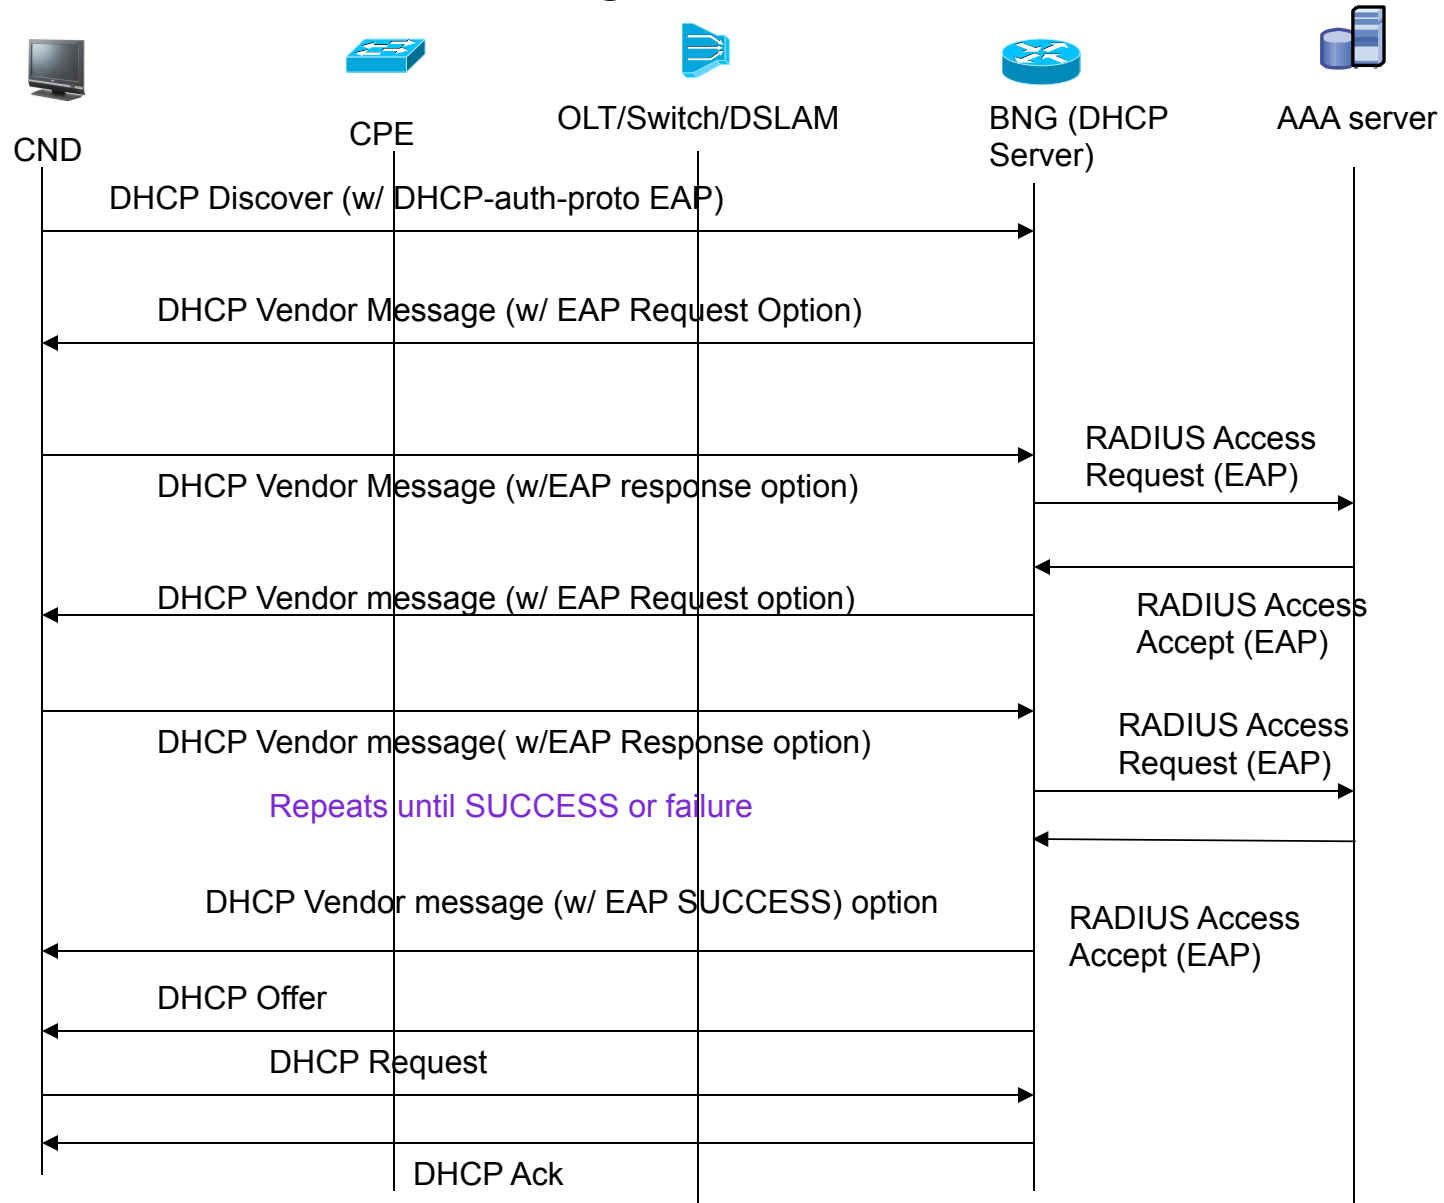 CND
CPE
OLT/Switch/DSLAM
BNG (DHCP
Server)
AAA server
DHCP Discover (w/ DHCP-auth-proto EAP)
DHCP Vendor Message (w/ EAP Request Option)
RADIUS Access
Request (EAP)
DHCP Vendor Message (w/EAP response option)
DHCP Vendor message (w/ EAP Request option)
RADIUS Access
Accept (EAP)
DHCP Vendor message( w/EAP Response option)
RADIUS Access
Request (EAP)
Repeats until SUCCESS or failure
DHCP Vendor message (w/ EAP SUCCESS) option
RADIUS Access
Accept (EAP)
DHCP Offer
DHCP Request
DHCP Ack